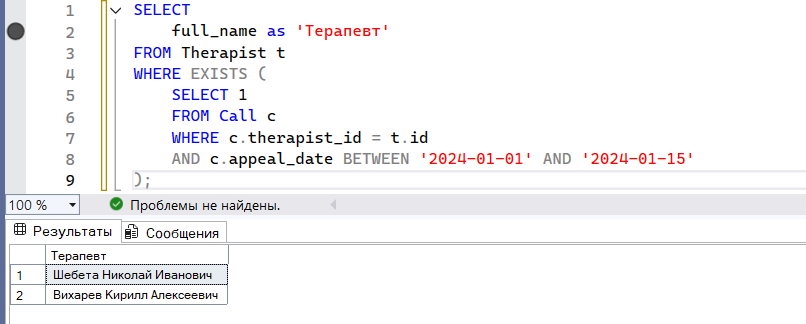 1 SELECT
2 full_name as 'Терапевт'
3 FROM Therapist t
4 WHERE EXISTS (
5 SELECT 1
6 FROM Call c
7 WHERE c.therapist_id = t.id
8 AND c.appeal_date BETWEEN '2024-01-01' AND '2024-01-15'
9 );
100 % Проблемы не найдены.
Результаты Сообщения
Терапевт
1 Шебета Николай Иванович
2 Вихарев Кирилл Алексеевич